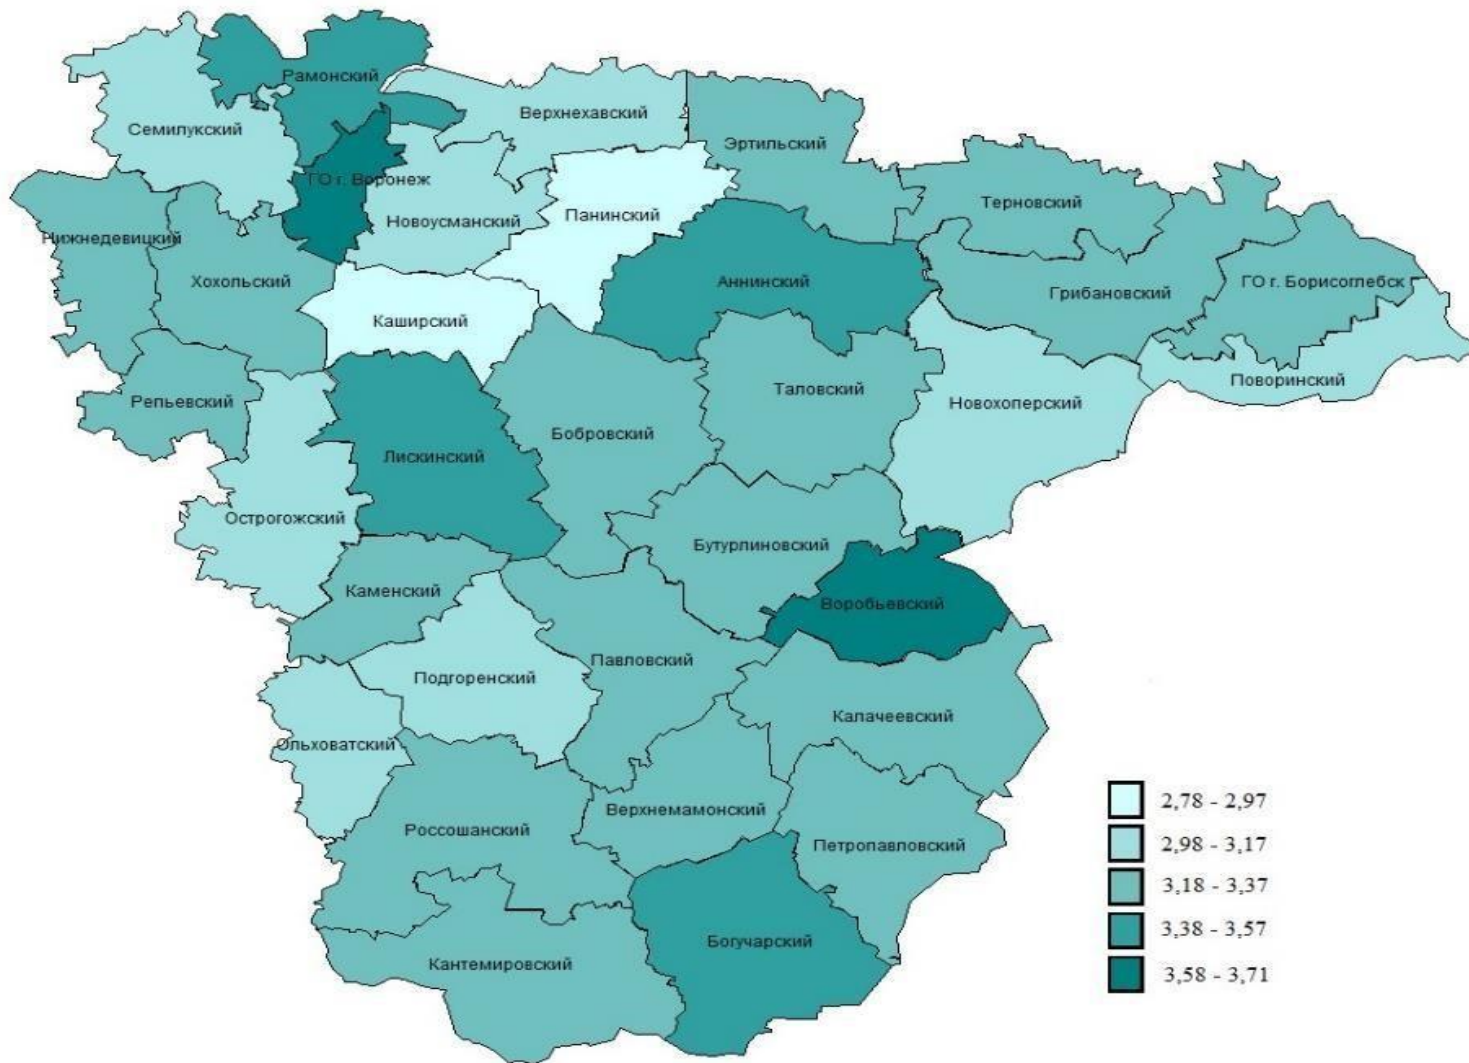 Рамонский
Верхнехавский
Семилукский
Эртильский
ГО г. Воронеж
Терновский
Панинский
Новоусманский
Нижнедевицкий
Хохольский
Аннинский
ГО г. Борисоглебск
Грибановский
Каширский
Поворинский
Таловский
Репьевский
Новохоперский
Бобровский
Лискинский
Острогожский
Бутурлиновский
Каменский
Воробьевский
Павловский
Подгоренский
Калачеевский
Ольховатский
Верхнемамонский
Россошанский
Петропавловский
Богучарский
Кантемировский
2,78 - 2,97
2,98 - 3,17
3,18 - 3,37
3,38 - 3,57
3,58 - 3,71